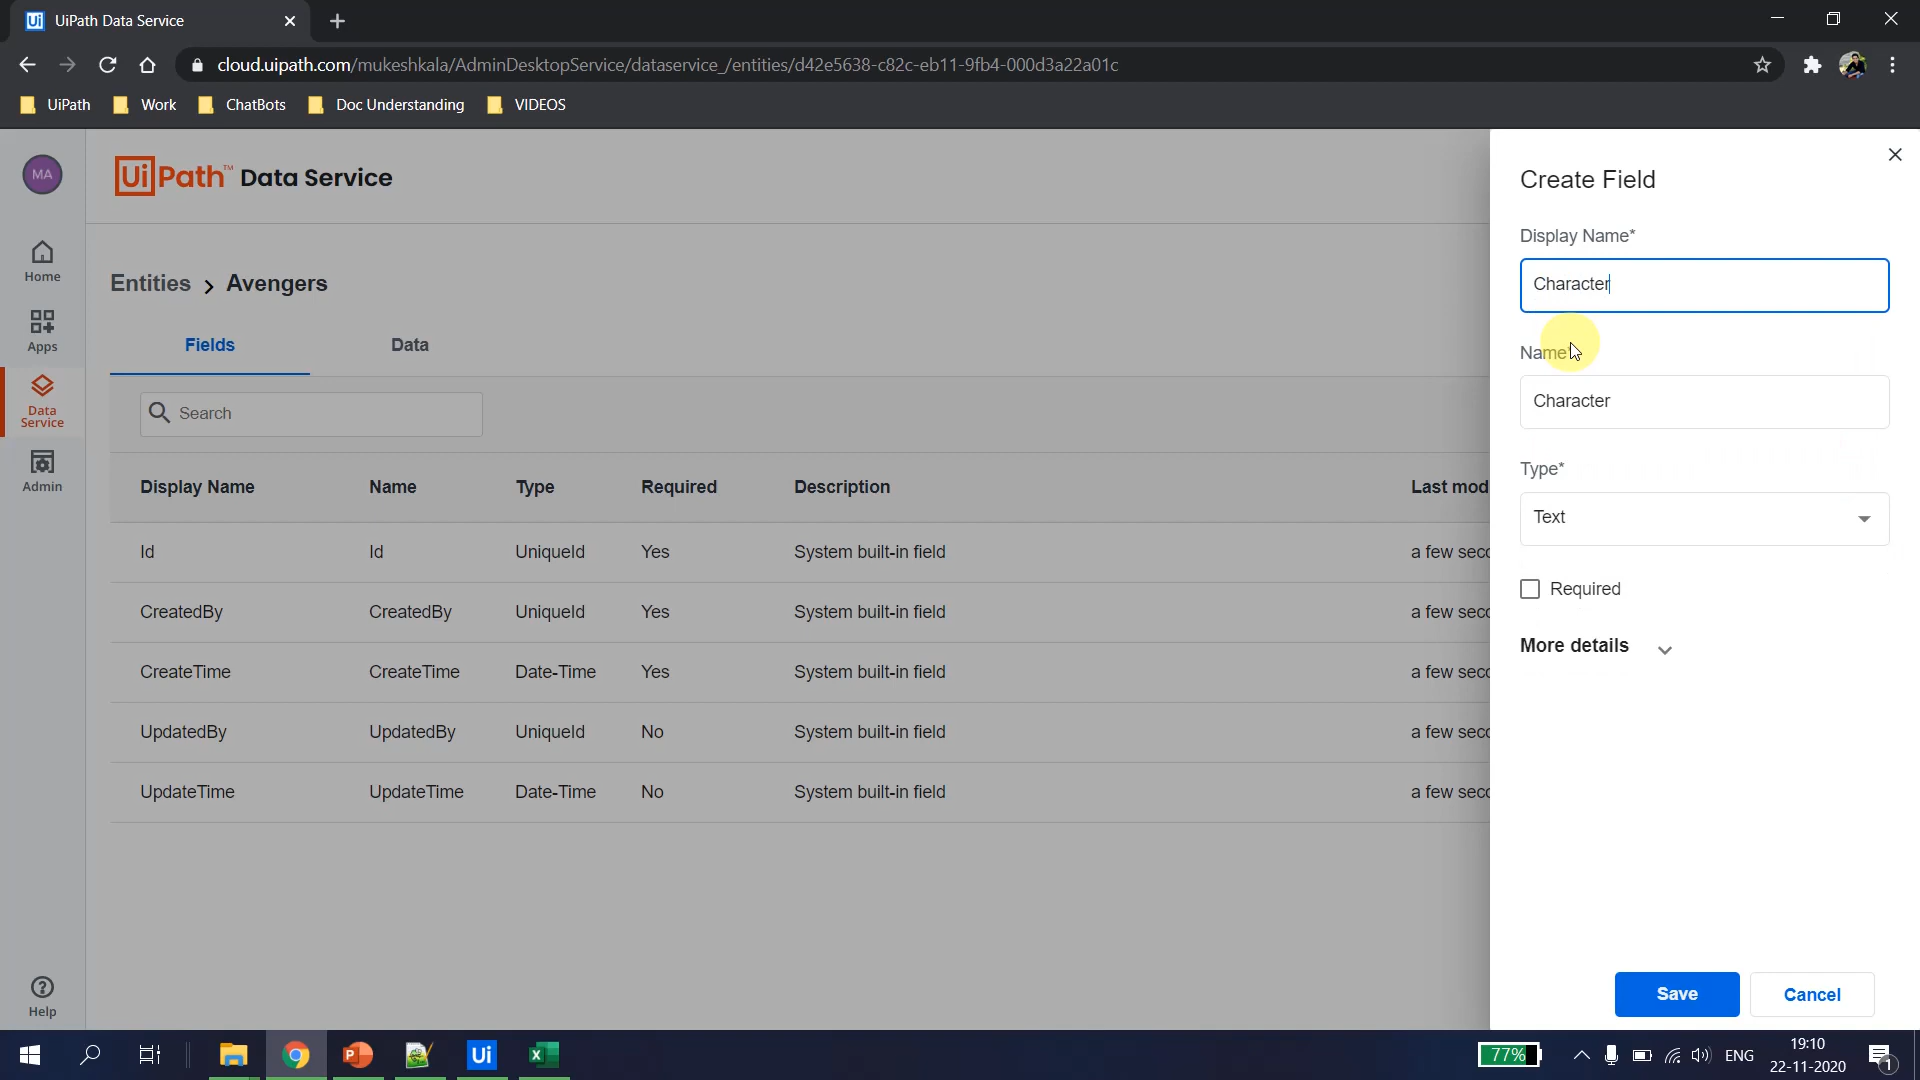 UiPath Data Service
cloud.uipath.com/mukeshkala/AdminDesktopService/dataservice_/entities/d42e5638-c82c-eb11-9fb4-000d3a22a01c
UiPath Work ChatBots Doc Understanding VIDEOS
MA
UiPath™ Data Service
Home
Apps
Data Service
Admin
Help
Entities > Avengers
Fields Data
Search
Display Name Name Type Required Description Last mod
Id Id UniqueId Yes System built-in field a few seco
CreatedBy CreatedBy UniqueId Yes System built-in field a few seco
CreateTime CreateTime Date-Time Yes System built-in field a few seco
UpdatedBy UpdatedBy UniqueId No System built-in field a few seco
UpdateTime UpdateTime Date-Time No System built-in field a few seco
Create Field
Display Name*
Character
Name*
Character
Type*
Text
Required
More details
Save Cancel
Ui
77%
ENG
19:10
22-11-2020
1